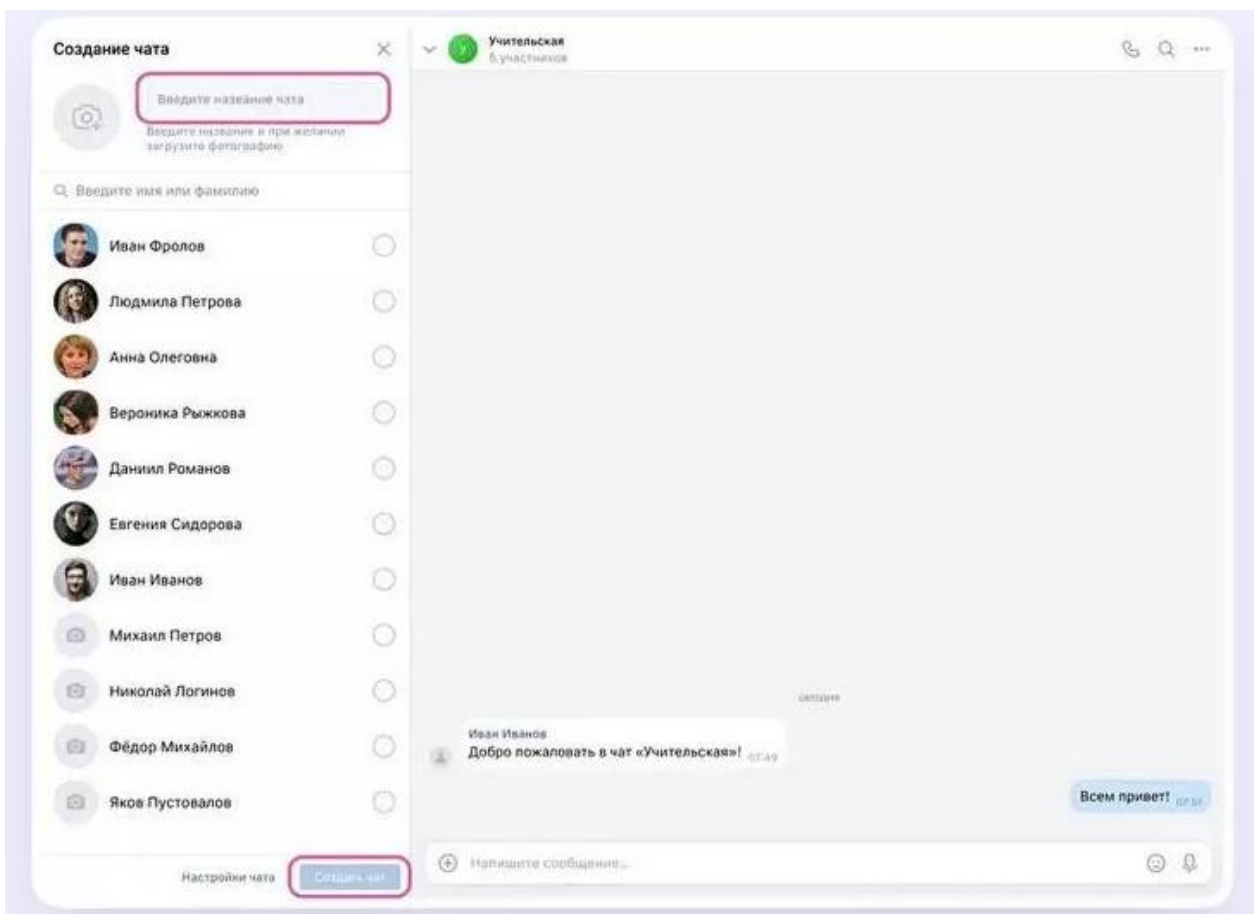 Создание чата
Введите название чата
Введите название и при желании
загрузите фотографию
Введите имя или фамилию
Иван Фролов
Людмила Петрова
Анна Олеговна
Вероника Рыжкова
Даниил Романов
Евгения Сидорова
Иван Иванов
Михаил Петров
Николай Логинов
Фёдор Михайлов
Яков Пустовалов
Настройки чата
Создать чат
У
Учительская
6 участников
сегодня
Иван Иванов
Добро пожаловать в чат «Учительская»! 07:49
Всем привет!
Напишите сообщение...